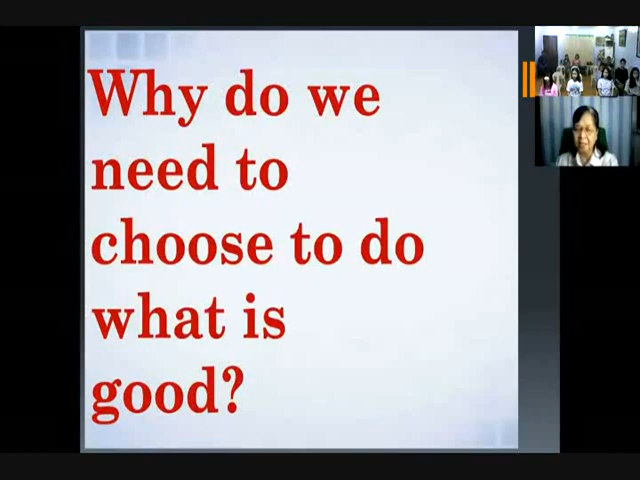 Why do we
need to
choose to do
what is
good?